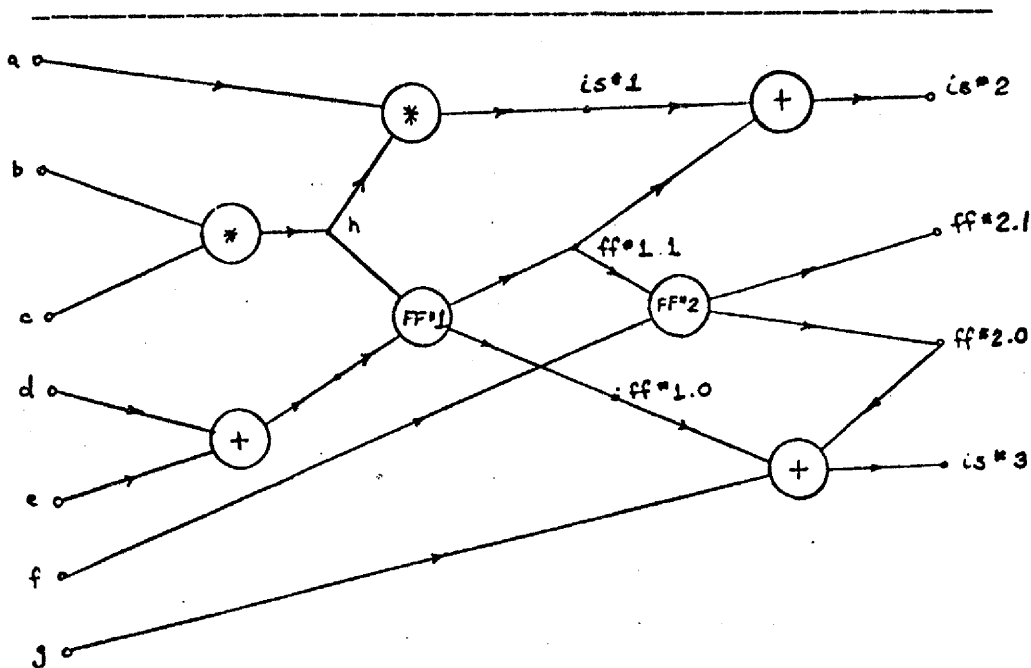 a
is#1
is#2
*
+
b
h
*
ff#1.1
ff#2.1
c
FF#1
FF#2
ff#2.0
d
ff#1.0
+
+
is#3
e
f
g